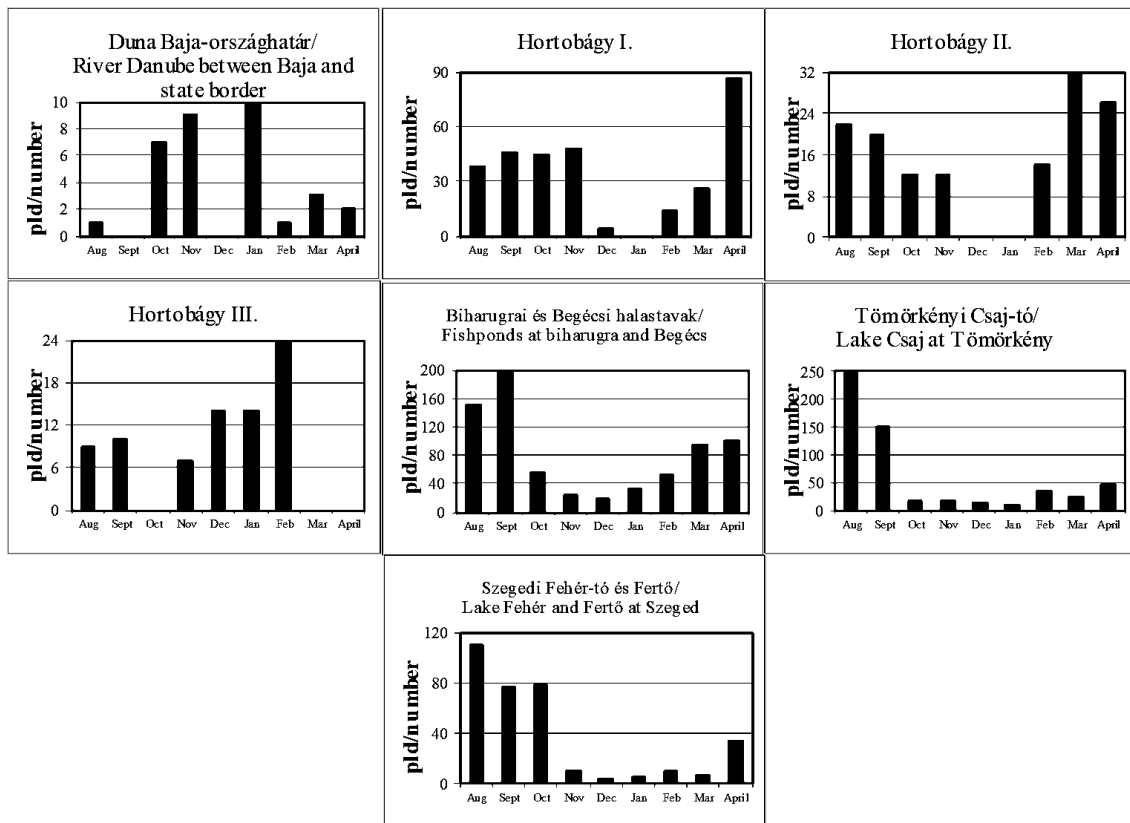 Duna Baja-országhatár/
River Danube between Baja and
state border
pld/number
10
8
6
4
2
0
Aug Sept Oct Nov Dec Jan Feb Mar April
Hortobágy I.
pld/number
90
60
30
0
Aug Sept Oct Nov Dec Jan Feb Mar April
Hortobágy II.
pld/number
32
24
16
8
0
Aug Sept Oct Nov Dec Jan Feb Mar April
Hortobágy III.
pld/number
24
18
12
6
0
Aug Sept Oct Nov Dec Jan Feb Mar April
Biharugrai és Begécsi halastavak/
Fishponds at biharugra and Begécs
pld/number
200
160
120
80
40
0
Aug Sept Oct Nov Dec Jan Feb Mar April
Tömörkényi Csaj-tó/
Lake Csaj at Tömörkény
pld/number
250
200
150
100
50
0
Aug Sept Oct Nov Dec Jan Feb Mar April
Szegedi Fehér-tó és Fertő/
Lake Fehér and Fertő at Szeged
pld/number
120
80
40
0
Aug Sept Oct Nov Dec Jan Feb Mar April